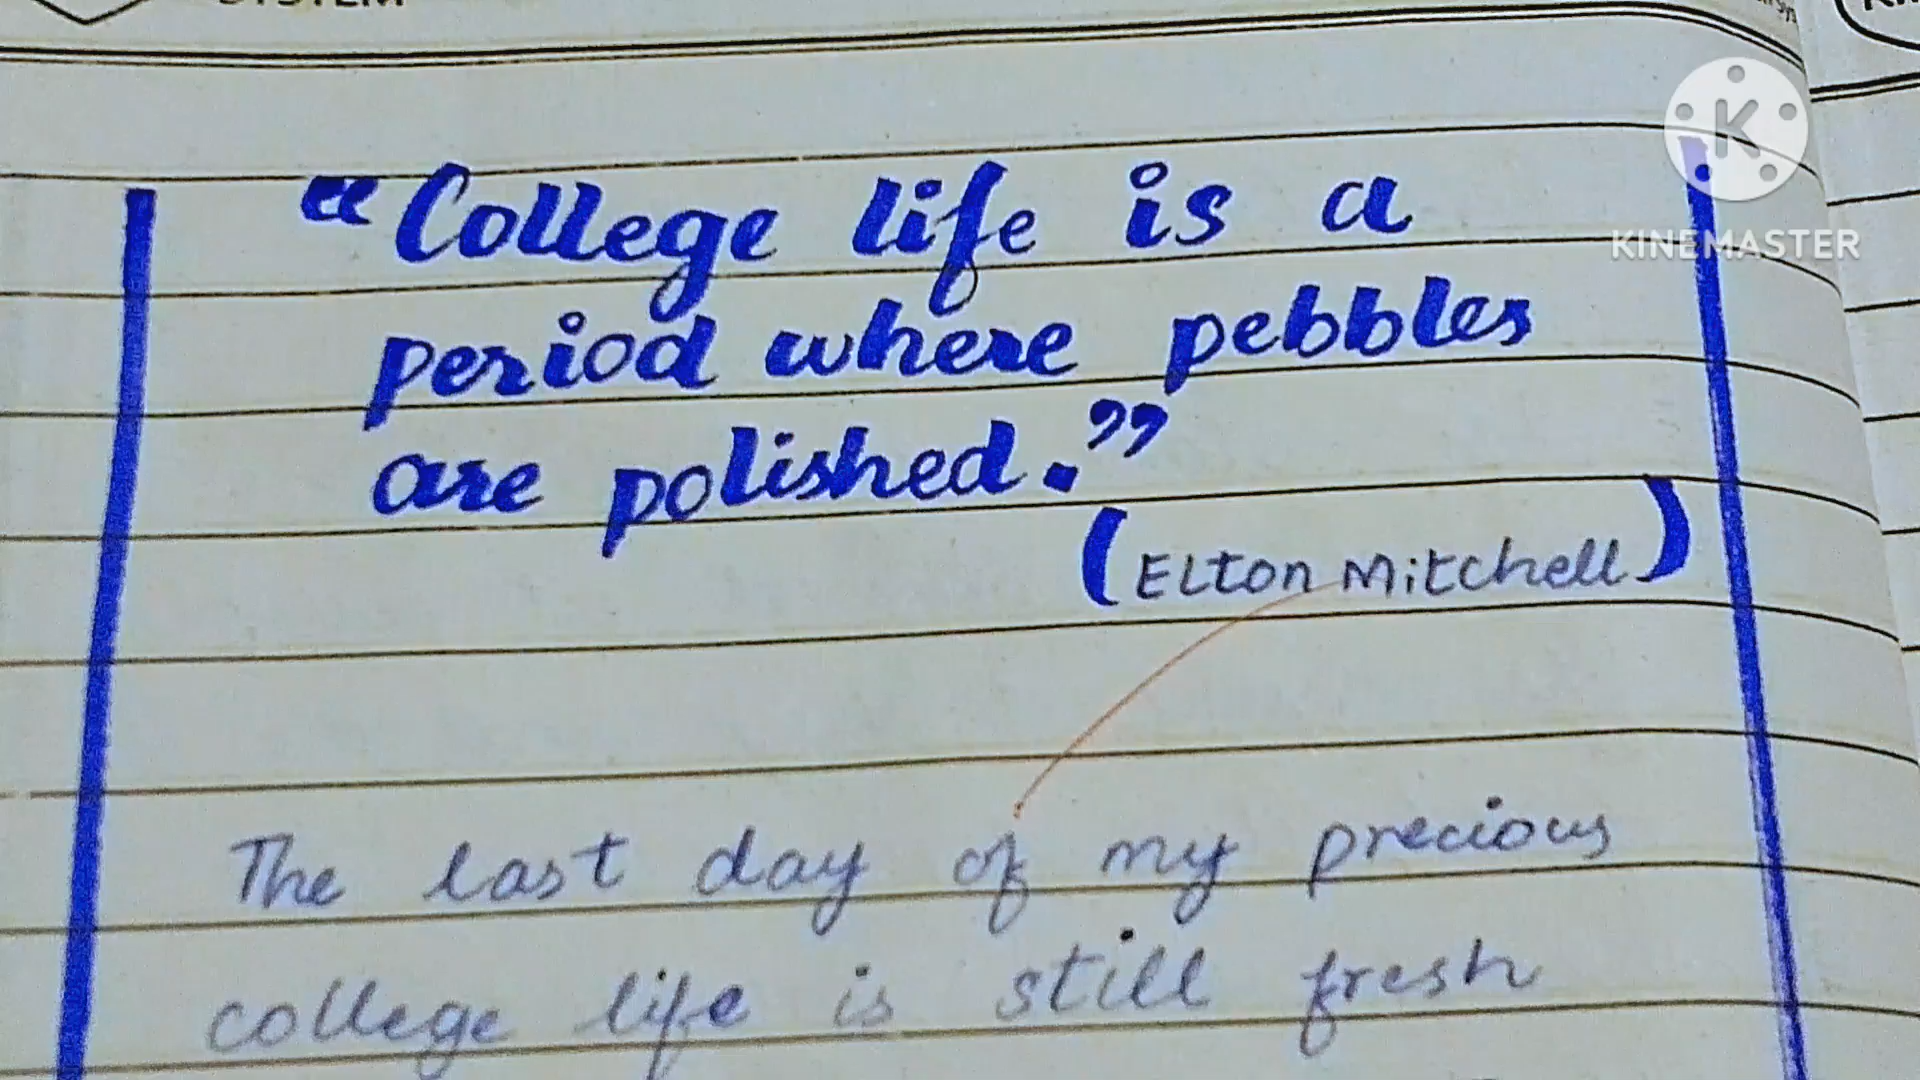 SYSTEM
"College life is a
period where pebbles
are polished."
(Elton Mitchell)
The last day of my precious
college life is still fresh
KINEMASTER